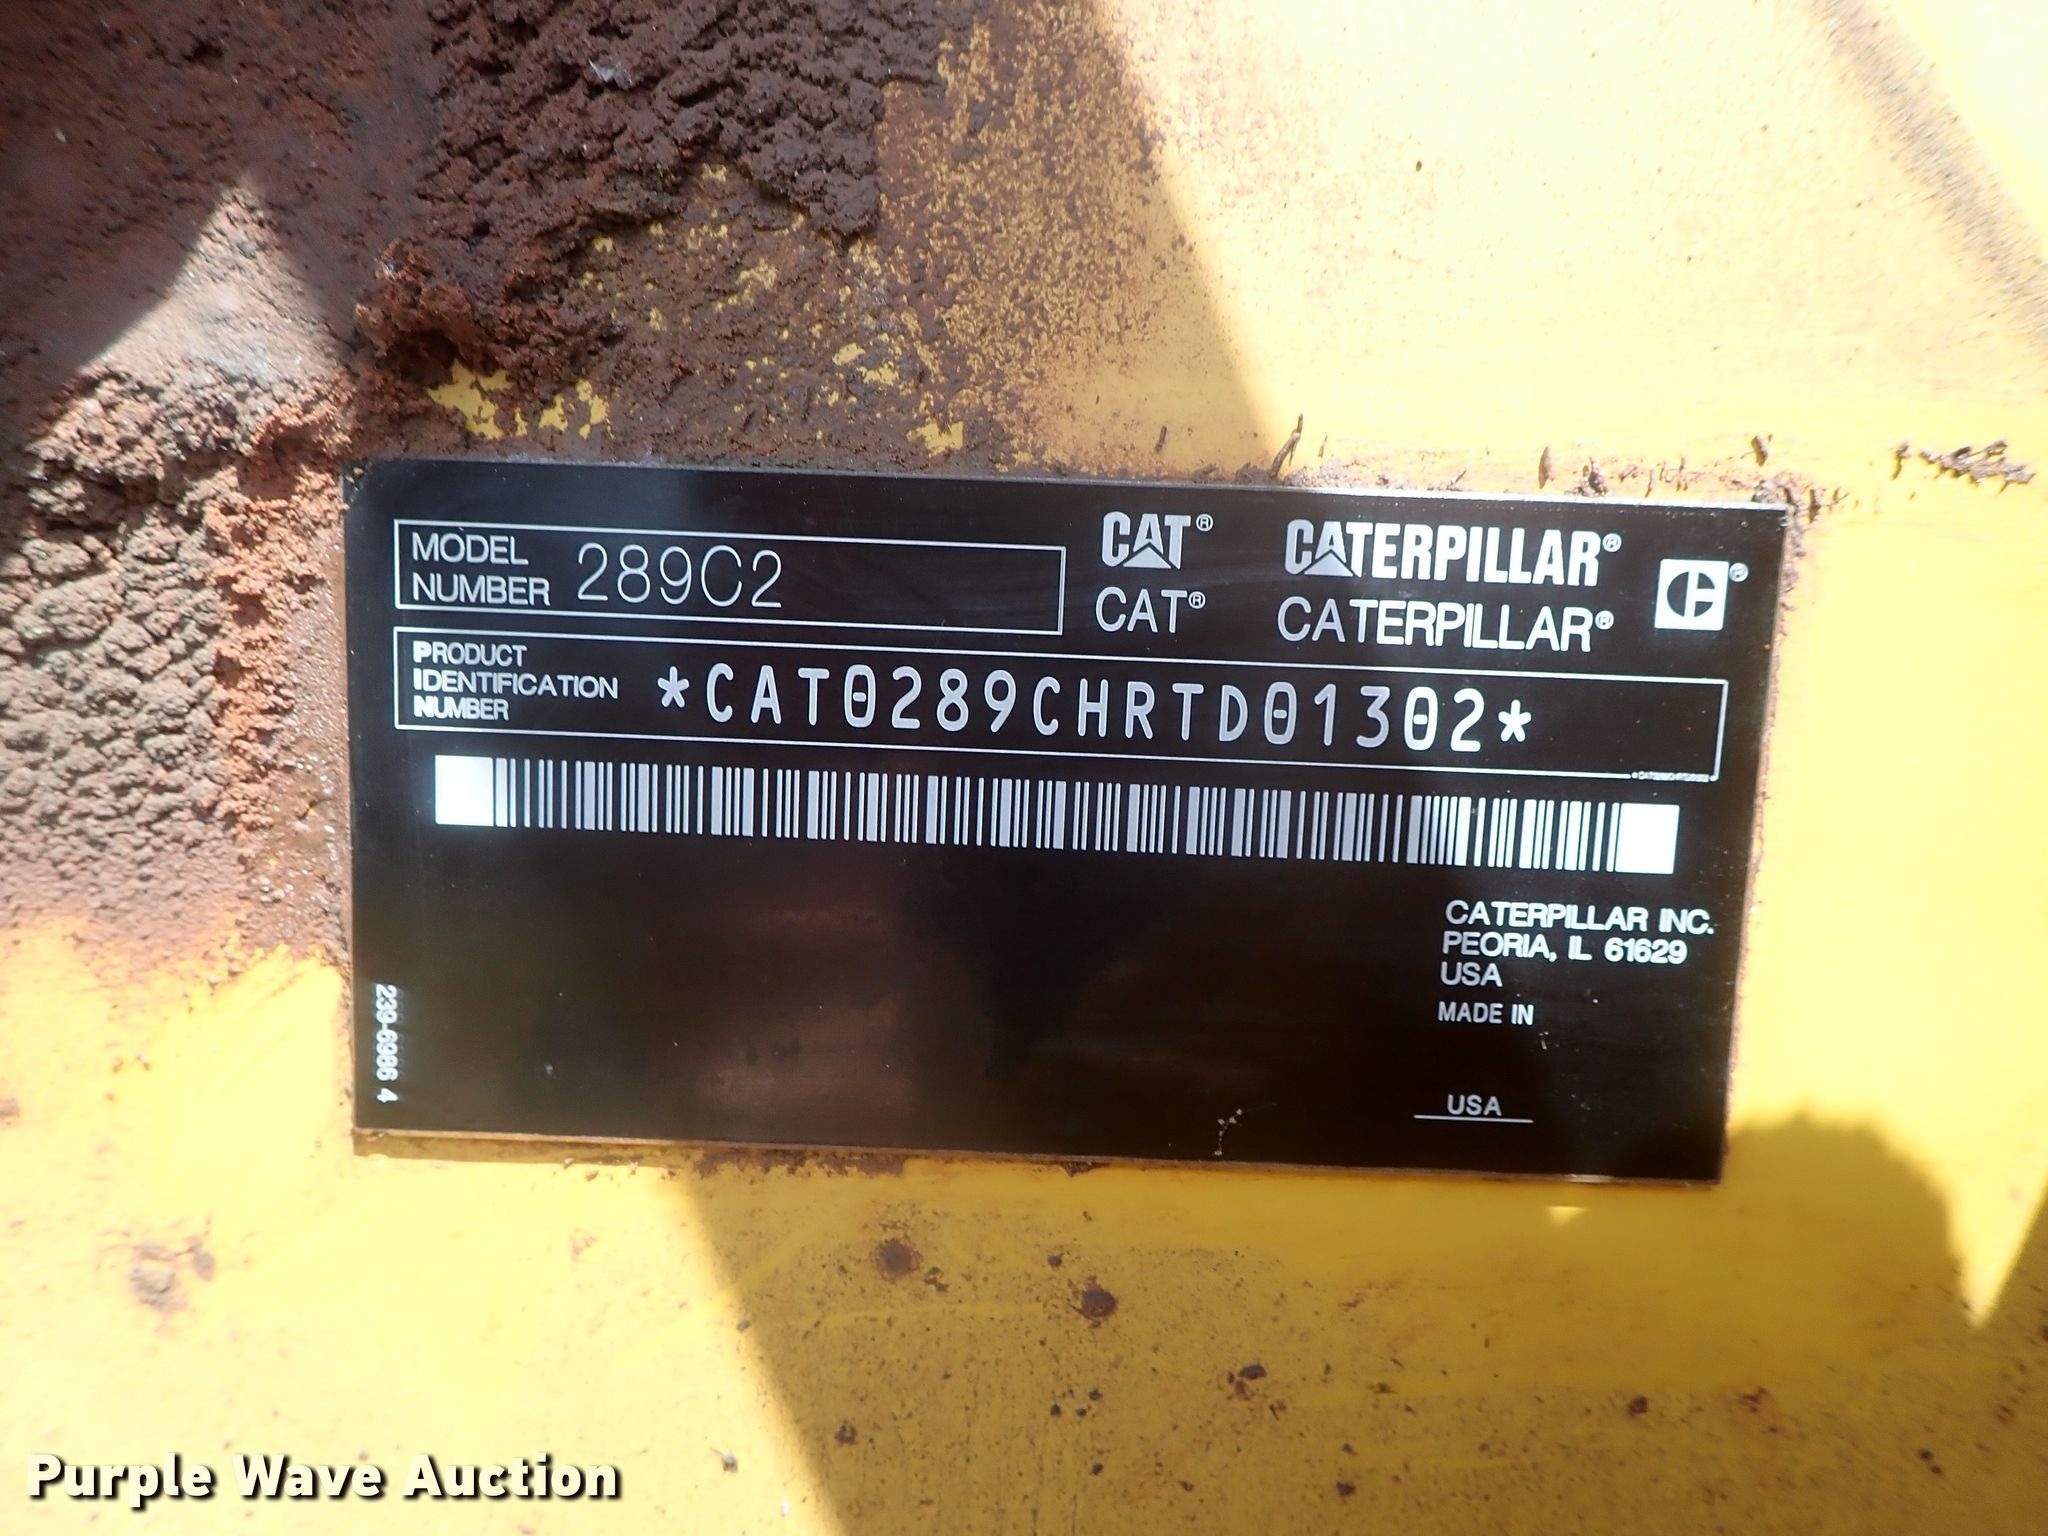 MODEL NUMBER 289C2
CAT® CATERPILLAR®
CAT® CATERPILLAR®
PRODUCT IDENTIFICATION NUMBER *CAT0289CHRTD01302*
CATERPILLAR INC.
PEORIA, IL 61629
USA
MADE IN
USA
239-6986 4
Purple Wave Auction